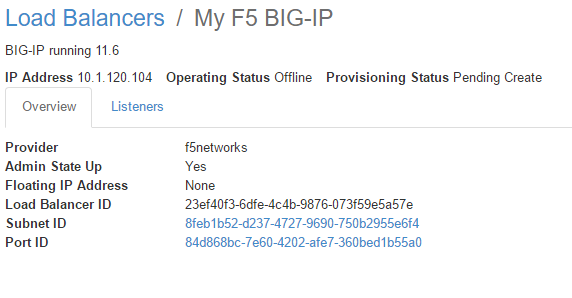 Load Balancers / My F5 BIG-IP
BIG-IP running 11.6
IP Address 10.1.120.104 Operating Status Offline Provisioning Status Pending Create
Overview Listeners
Provider f5networks
Admin State Up Yes
Floating IP Address None
Load Balancer ID 23ef40f3-6dfe-4c4b-9876-073f59e5a57e
Subnet ID 8feb1b52-d237-4727-9690-750b2955e6f4
Port ID 84d868bc-7e60-4202-afe7-360bed1b55a0